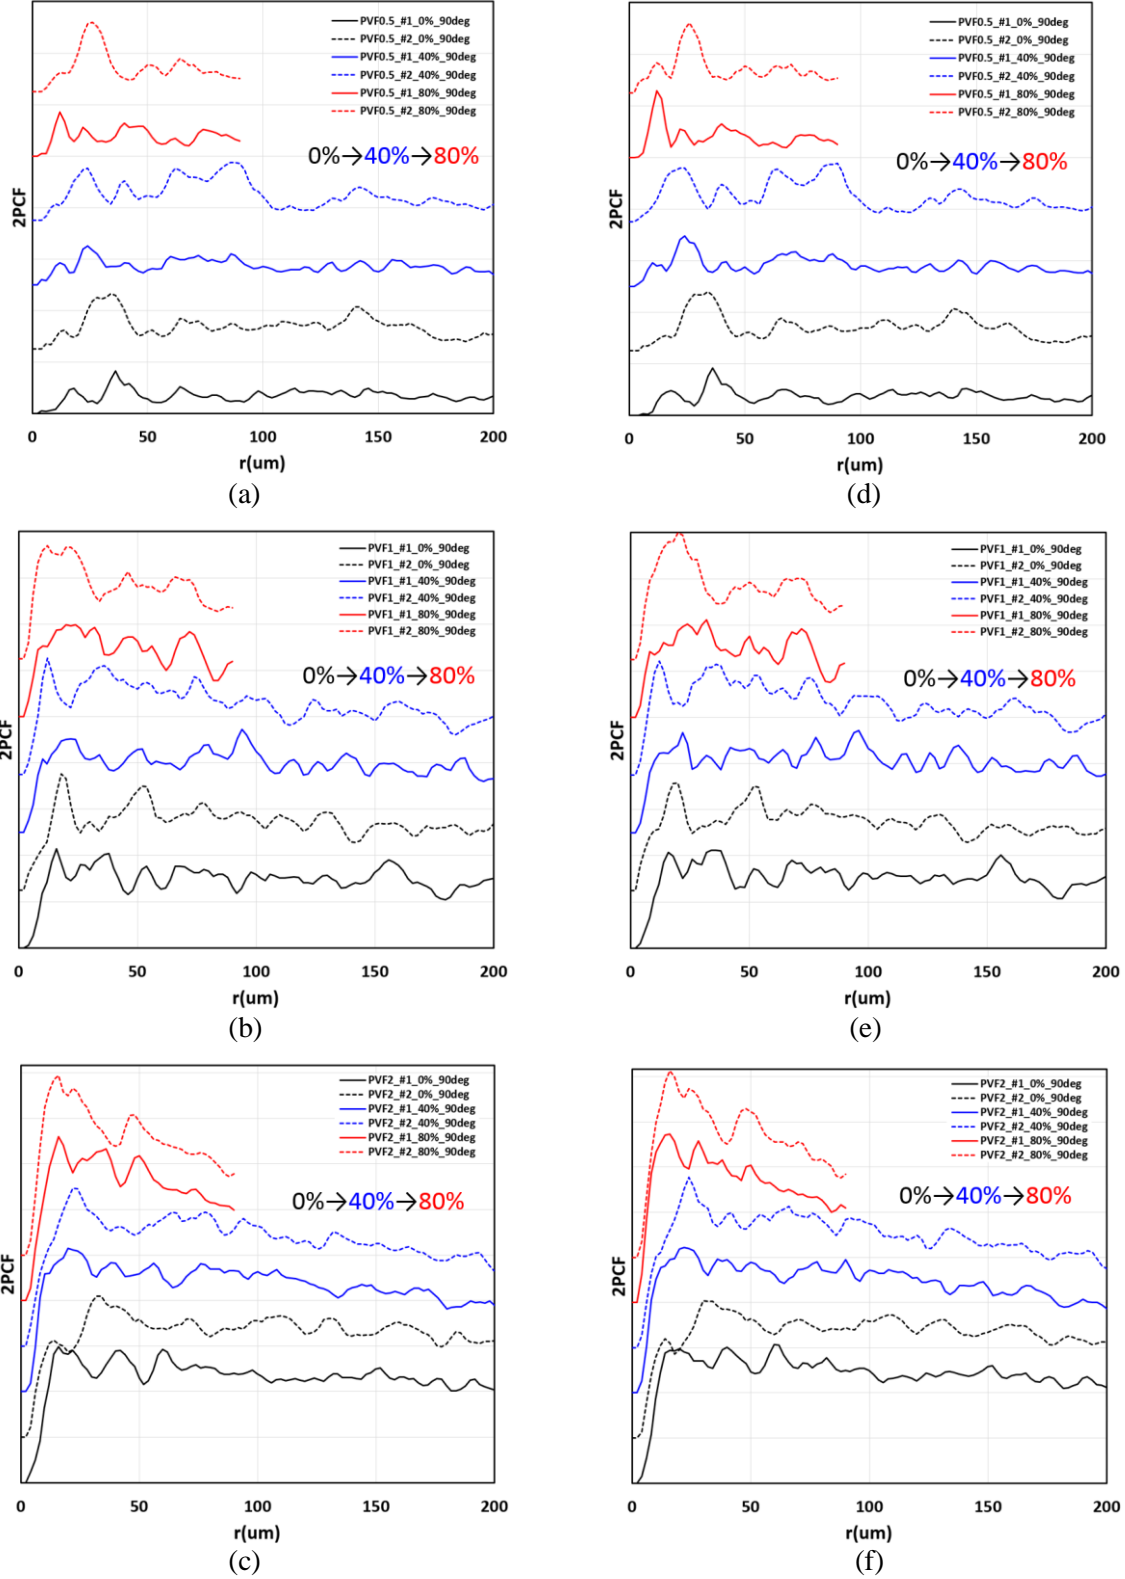 PVF0.5_#1_0%_90deg
PVF0.5_#2_0%_90deg
PVF0.5_#1_40%_90deg
PVF0.5_#2_40%_90deg
PVF0.5_#1_80%_90deg
PVF0.5_#2_80%_90deg
0%→40%→80%
2PCF
0 50 100 150 200
r(um)
(a)
PVF0.5_#1_0%_90deg
PVF0.5_#2_0%_90deg
PVF0.5_#1_40%_90deg
PVF0.5_#2_40%_90deg
PVF0.5_#1_80%_90deg
PVF0.5_#2_80%_90deg
0%→40%→80%
2PCF
0 50 100 150 200
r(um)
(d)
PVF1_#1_0%_90deg
PVF1_#2_0%_90deg
PVF1_#1_40%_90deg
PVF1_#2_40%_90deg
PVF1_#1_80%_90deg
PVF1_#2_80%_90deg
0%→40%→80%
2PCF
0 50 100 150 200
r(um)
(b)
PVF1_#1_0%_90deg
PVF1_#2_0%_90deg
PVF1_#1_40%_90deg
PVF1_#2_40%_90deg
PVF1_#1_80%_90deg
PVF1_#2_80%_90deg
0%→40%→80%
2PCF
0 50 100 150 200
r(um)
(e)
PVF2_#1_0%_90deg
PVF2_#2_0%_90deg
PVF2_#1_40%_90deg
PVF2_#2_40%_90deg
PVF2_#1_80%_90deg
PVF2_#2_80%_90deg
0%→40%→80%
2PCF
0 50 100 150 200
r(um)
(c)
PVF2_#1_0%_90deg
PVF2_#2_0%_90deg
PVF2_#1_40%_90deg
PVF2_#2_40%_90deg
PVF2_#1_80%_90deg
PVF2_#2_80%_90deg
0%→40%→80%
2PCF
0 50 100 150 200
r(um)
(f)